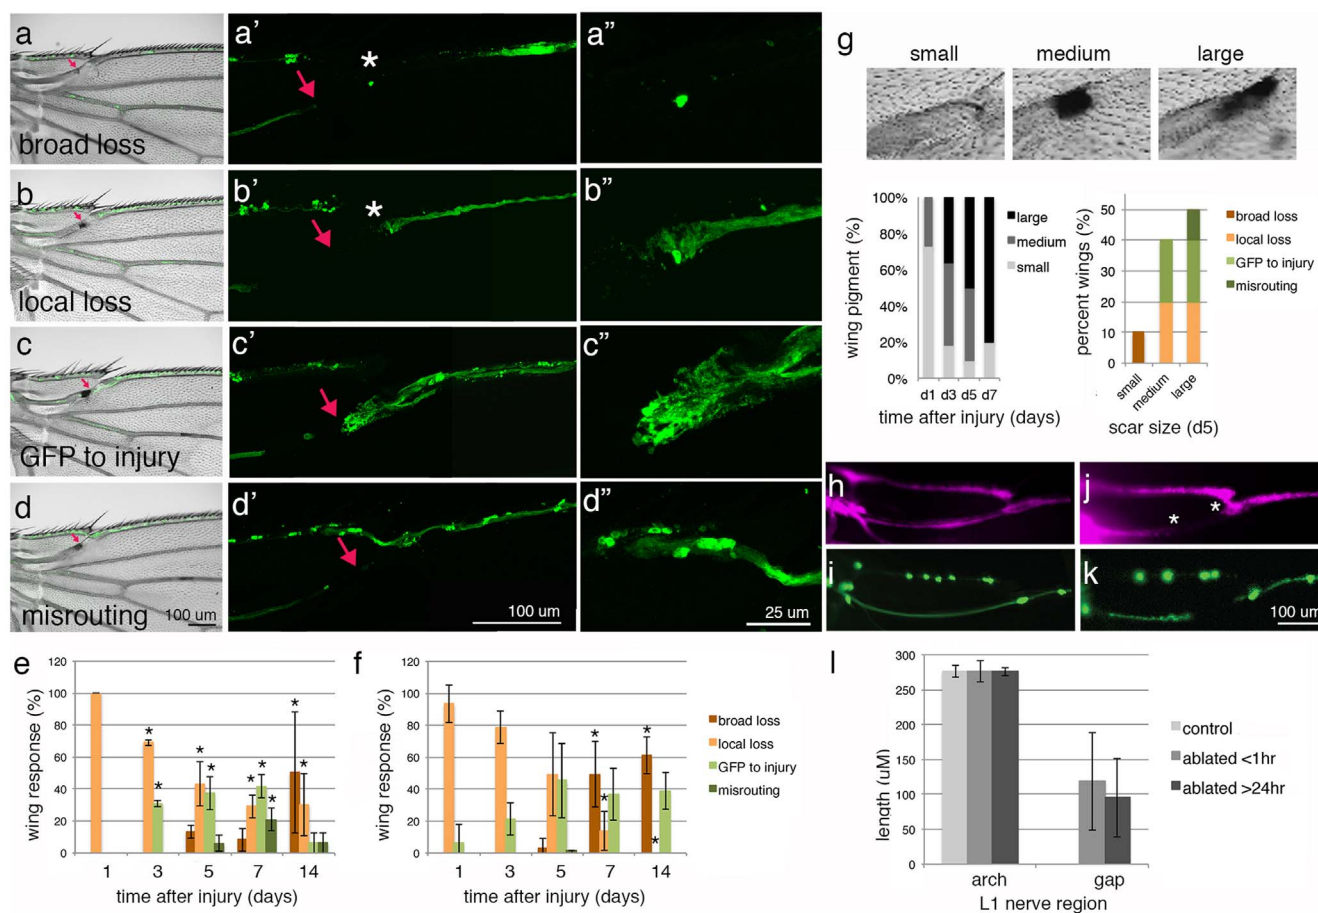 a
broad loss
a'
*
a"
b
local loss
b'
*
b"
c
GFP to injury
c'
c"
d
misrouting
100 um
d'
100 um
d"
25 um
g
small medium large
wing pigment (%)
100%
80%
60%
40%
20%
0%
d1 d3 d5 d7
time after injury (days)
large
medium
small
percent wings (%)
50
40
30
20
10
0
small medium large
scar size (d5)
broad loss
local loss
GFP to injury
misrouting
h
j
* *
i
k
100 um
e
wing response (%)
120
100
80
60
40
20
0
* * * * * * * * *
1 3 5 7 14
time after injury (days)
f
wing response (%)
120
100
80
60
40
20
0
* * * *
1 3 5 7 14
time after injury (days)
broad loss
local loss
GFP to injury
misrouting
l
length (uM)
300
250
200
150
100
50
0
arch gap
L1 nerve region
control
ablated <1hr
ablated >24hr